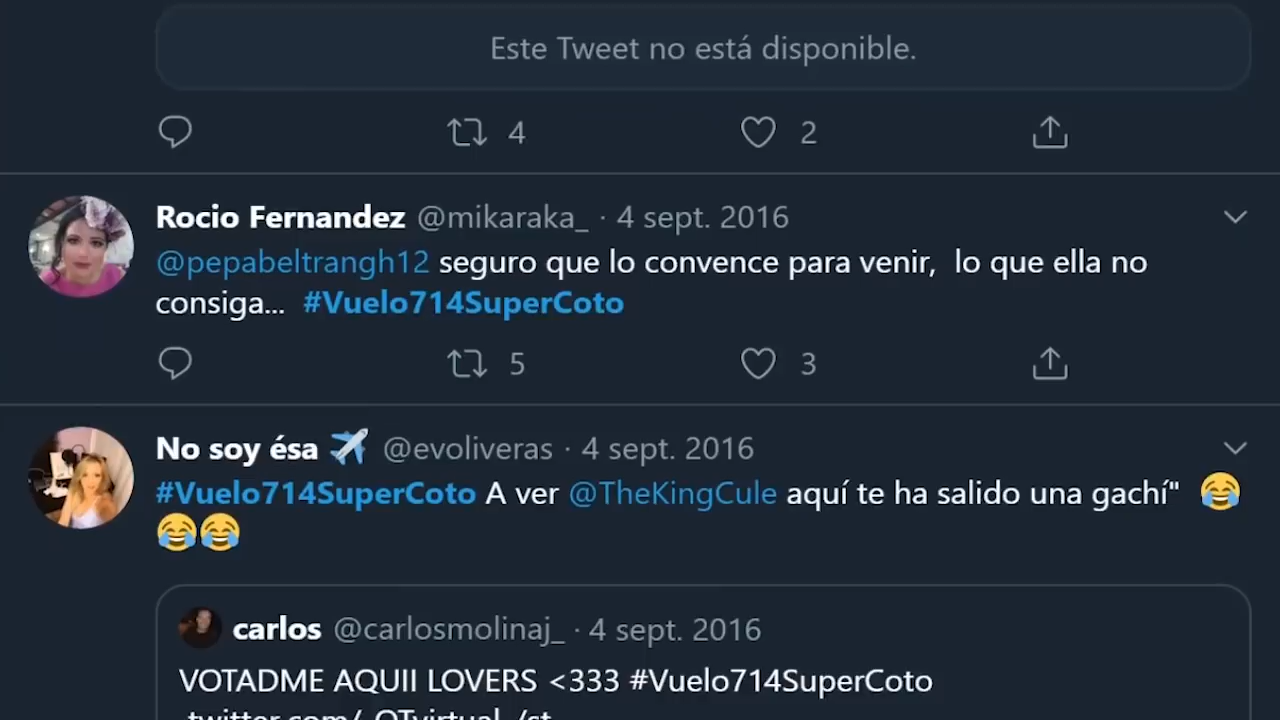 Este Tweet no está disponible.
4 2
Rocio Fernandez @mikaraka_ · 4 sept. 2016
@pepabeltrangh12 seguro que lo convence para venir, lo que ella no
consiga... #Vuelo714SuperCoto
5 3
No soy ésa ✈️ @evoliveras · 4 sept. 2016
#Vuelo714SuperCoto A ver @TheKingCule aquí te ha salido una gachí" 😂
😂😂
carlos @carlosmolinaj_ · 4 sept. 2016
VOTADME AQUII LOVERS <333 #Vuelo714SuperCoto